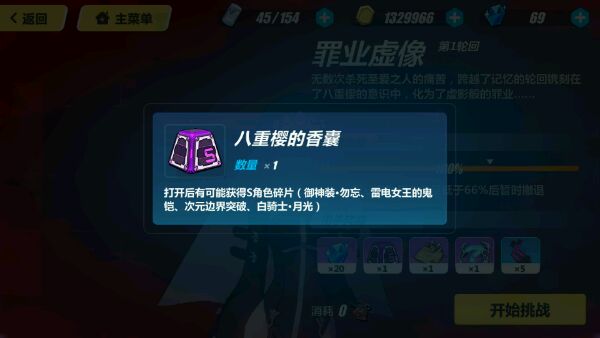 返回
主菜单
45/154
1329966
69
罪业虚像
第1轮回
无数次杀死至爱之人的痛苦，跨越了记忆的轮回镌刻在
了八重樱的意识中，化为了虚影般的罪业……
八重樱的香囊
数量 ×1
打开后有可能获得S角色碎片（御神装·勿忘、雷电女王的鬼
铠、次元边界突破、白骑士·月光）
低于66%后暂时撤退
×20
×1
×1
×1
×5
消耗 0
开始挑战